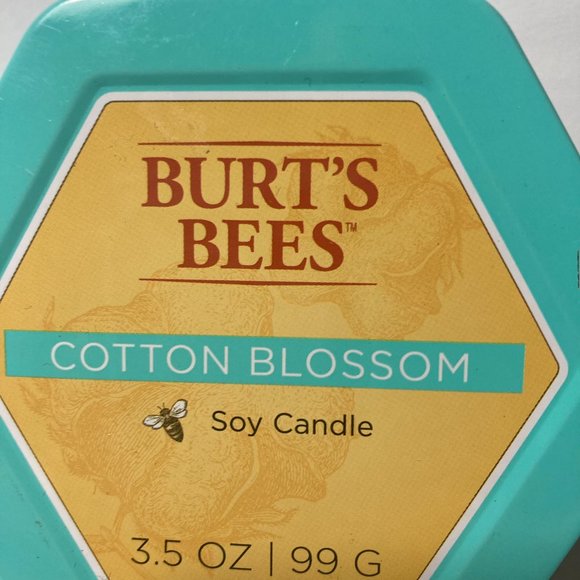 BURT'S
BEES™
COTTON BLOSSOM
Soy Candle
3.5 OZ | 99 G